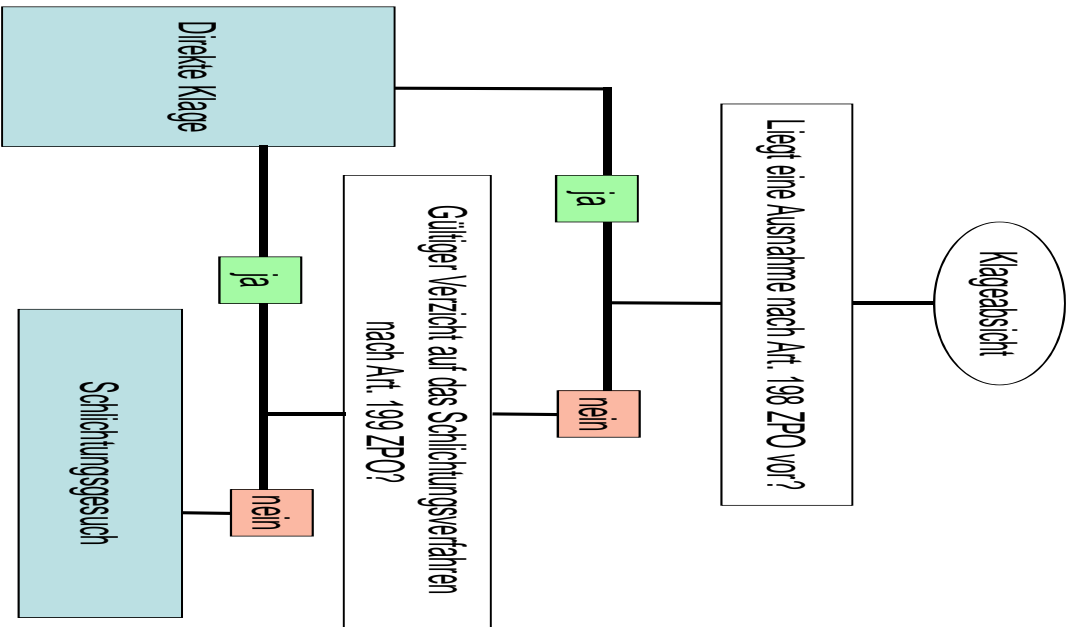 Klageabsicht
Liegt eine Ausnahme nach Art. 198 ZPO vor?
ja
nein
Gültiger Verzicht auf das Schlichtungsverfahren
nach Art. 199 ZPO?
ja
nein
Direkte Klage
Schlichtungsgesuch